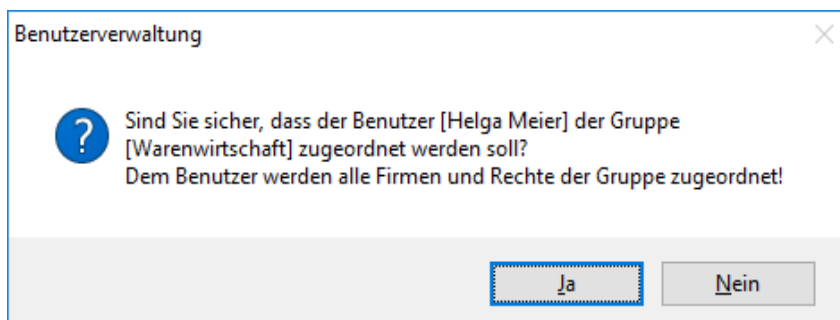 Benutzerverwaltung
Sind Sie sicher, dass der Benutzer [Helga Meier] der Gruppe
[Warenwirtschaft] zugeordnet werden soll?
Dem Benutzer werden alle Firmen und Rechte der Gruppe zugeordnet!
Ja
Nein